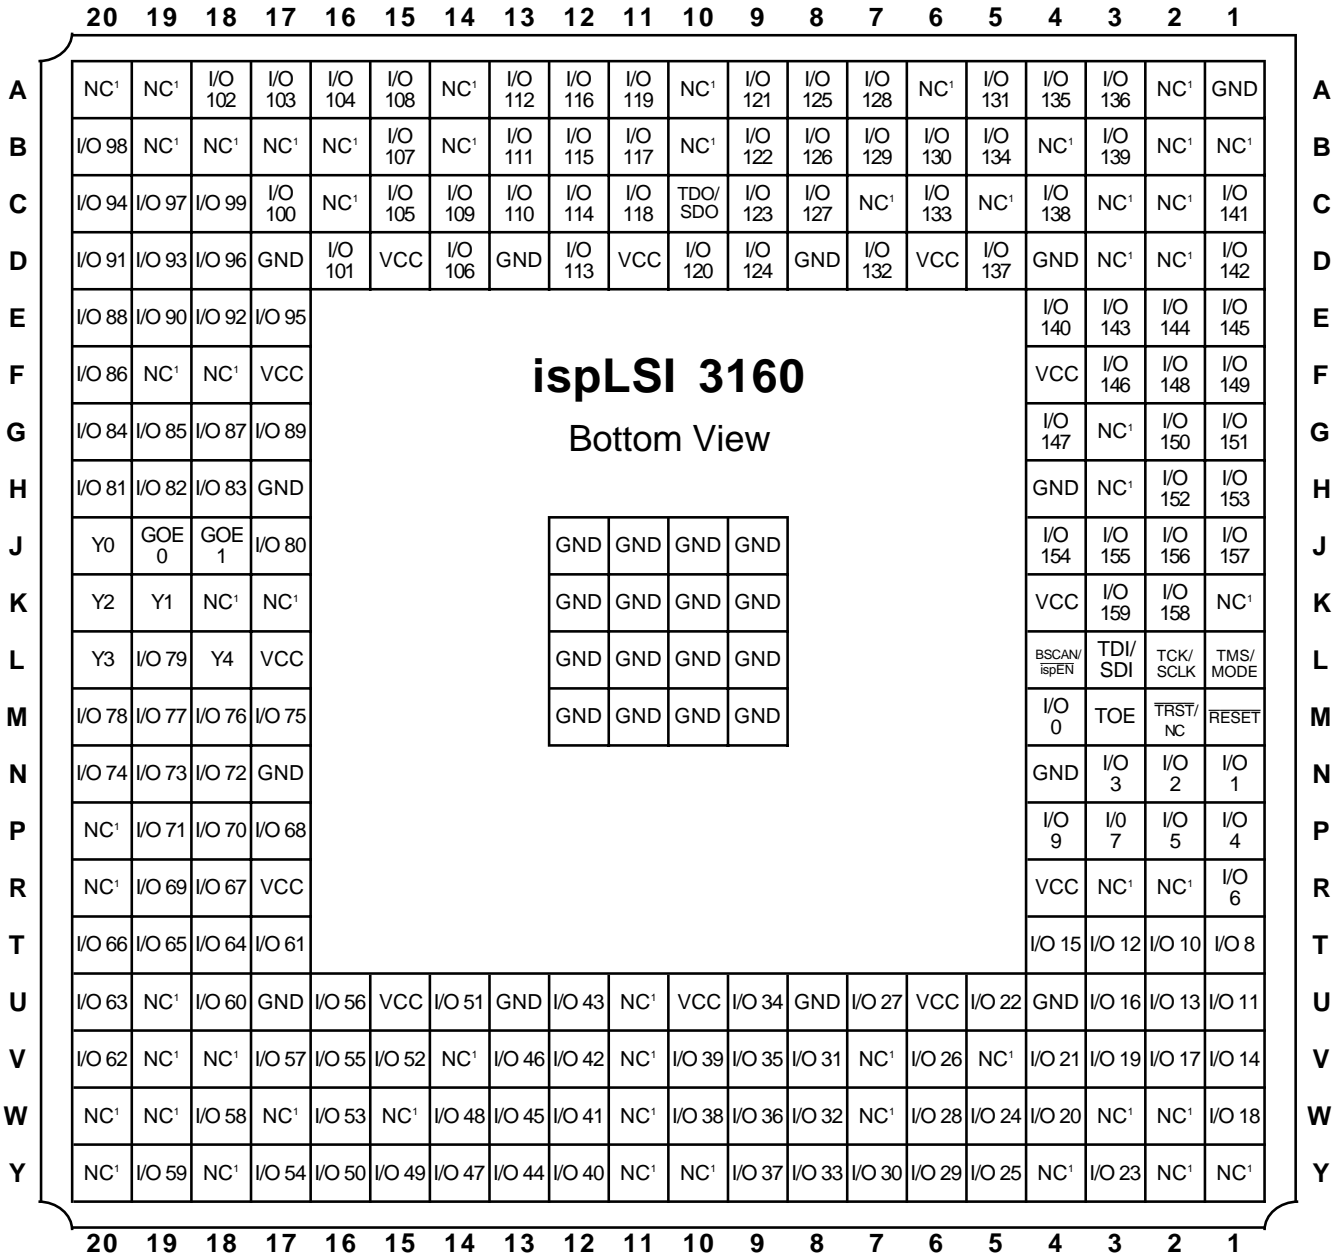 20 19 18 17 16 15 14 13 12 11 10 9 8 7 6 5 4 3 2 1
A NC¹ NC¹ I/O 102 I/O 103 I/O 104 I/O 108 NC¹ I/O 112 I/O 116 I/O 119 NC¹ I/O 121 I/O 125 I/O 128 NC¹ I/O 131 I/O 135 I/O 136 NC¹ GND A
B I/O 98 NC¹ NC¹ NC¹ NC¹ I/O 107 NC¹ I/O 111 I/O 115 I/O 117 NC¹ I/O 122 I/O 126 I/O 129 I/O 130 I/O 134 NC¹ I/O 139 NC¹ NC¹ B
C I/O 94 I/O 97 I/O 99 I/O 100 NC¹ I/O 105 I/O 109 I/O 110 I/O 114 I/O 118 TDO/ SDO I/O 123 I/O 127 NC¹ I/O 133 NC¹ I/O 138 NC¹ NC¹ I/O 141 C
D I/O 91 I/O 93 I/O 96 GND I/O 101 VCC I/O 106 GND I/O 113 VCC I/O 120 I/O 124 GND I/O 132 VCC I/O 137 GND NC¹ NC¹ I/O 142 D
E I/O 88 I/O 90 I/O 92 I/O 95 I/O 140 I/O 143 I/O 144 I/O 145 E
F I/O 86 NC¹ NC¹ VCC ispLSI 3160 VCC I/O 146 I/O 148 I/O 149 F
G I/O 84 I/O 85 I/O 87 I/O 89 Bottom View I/O 147 NC¹ I/O 150 I/O 151 G
H I/O 81 I/O 82 I/O 83 GND GND NC¹ I/O 152 I/O 153 H
J Y0 GOE 0 GOE 1 I/O 80 GND GND GND GND I/O 154 I/O 155 I/O 156 I/O 157 J
K Y2 Y1 NC¹ NC¹ GND GND GND GND VCC I/O 159 I/O 158 NC¹ K
L Y3 I/O 79 Y4 VCC GND GND GND GND BSCAN/ ispEN TDI/ SDI TCK/ SCLK TMS/ MODE L
M I/O 78 I/O 77 I/O 76 I/O 75 GND GND GND GND I/O 0 TOE TRST/ NC RESET M
N I/O 74 I/O 73 I/O 72 GND GND I/O 3 I/O 2 I/O 1 N
P NC¹ I/O 71 I/O 70 I/O 68 I/O 9 I/0 7 I/O 5 I/O 4 P
R NC¹ I/O 69 I/O 67 VCC VCC NC¹ NC¹ I/O 6 R
T I/O 66 I/O 65 I/O 64 I/O 61 I/O 15 I/O 12 I/O 10 I/O 8 T
U I/O 63 NC¹ I/O 60 GND I/O 56 VCC I/O 51 GND I/O 43 NC¹ VCC I/O 34 GND I/O 27 VCC I/O 22 GND I/O 16 I/O 13 I/O 11 U
V I/O 62 NC¹ NC¹ I/O 57 I/O 55 I/O 52 NC¹ I/O 46 I/O 42 NC¹ I/O 39 I/O 35 I/O 31 NC¹ I/O 26 NC¹ I/O 21 I/O 19 I/O 17 I/O 14 V
W NC¹ NC¹ I/O 58 NC¹ I/O 53 NC¹ I/O 48 I/O 45 I/O 41 NC¹ I/O 38 I/O 36 I/O 32 NC¹ I/O 28 I/O 24 I/O 20 NC¹ NC¹ I/O 18 W
Y NC¹ I/O 59 NC¹ I/O 54 I/O 50 I/O 49 I/O 47 I/O 44 I/O 40 NC¹ NC¹ I/O 37 I/O 33 I/O 30 I/O 29 I/O 25 NC¹ I/O 23 NC¹ NC¹ Y
20 19 18 17 16 15 14 13 12 11 10 9 8 7 6 5 4 3 2 1